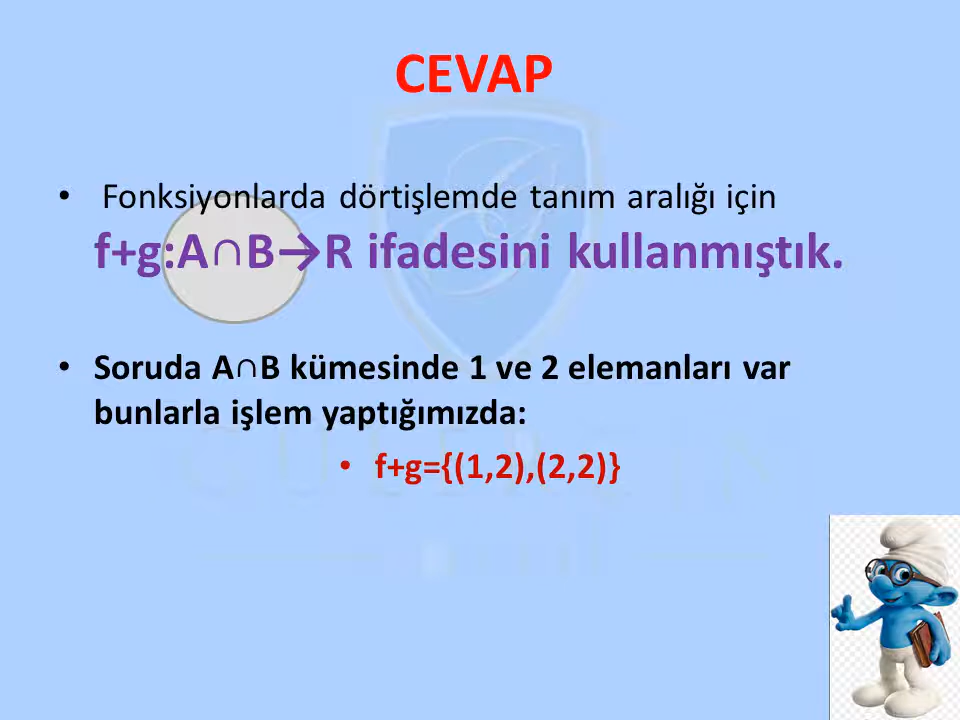 CEVAP
• Fonksiyonlarda dörtişlemde tanım aralığı için
f+g:A∩B→R ifadesini kullanmıştık.
• Soruda A∩B kümesinde 1 ve 2 elemanları var
bunlarla işlem yaptığımızda:
• f+g={(1,2),(2,2)}